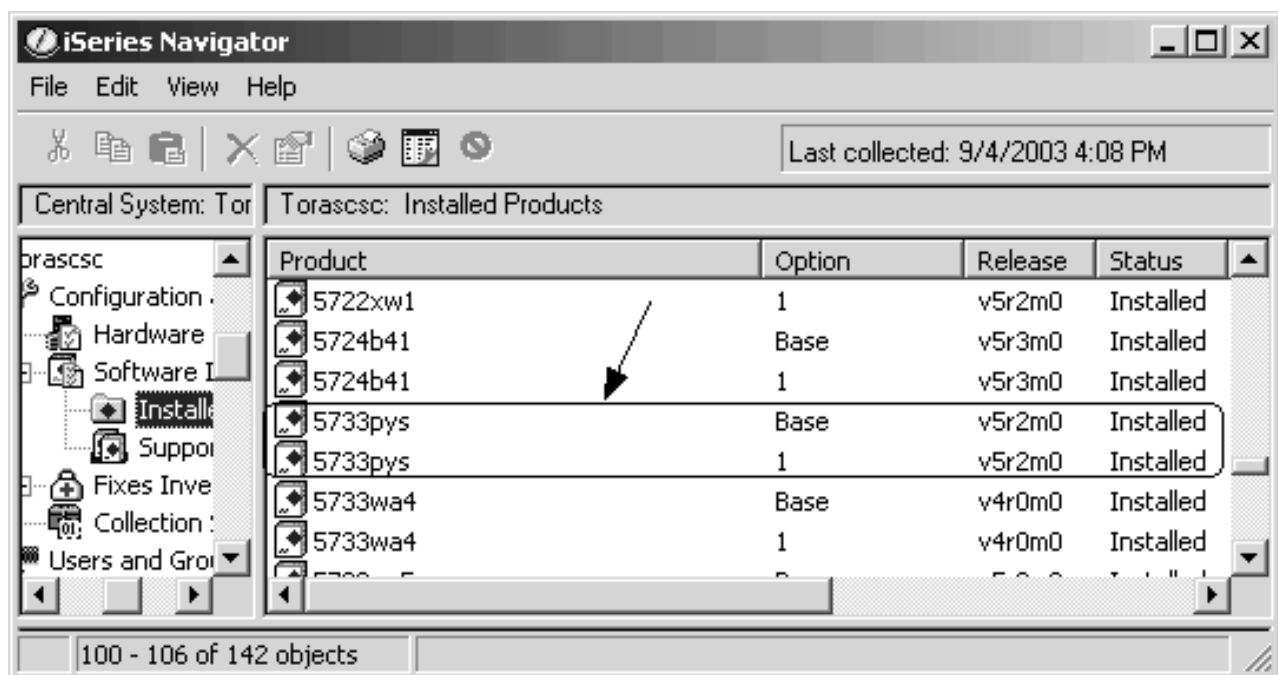 iSeries Navigator
File Edit View Help
Last collected: 9/4/2003 4:08 PM
Central System: Tor
Torascsc: Installed Products
orascsc
Configuration
Hardware
Software I
Installe
Suppor
Fixes Inve
Collection S
Users and Grou
Product Option Release Status
5722xw1 1 v5r2m0 Installed
5724b41 Base v5r3m0 Installed
5724b41 1 v5r3m0 Installed
5733pys Base v5r2m0 Installed
5733pys 1 v5r2m0 Installed
5733wa4 Base v4r0m0 Installed
5733wa4 1 v4r0m0 Installed
100 - 106 of 142 objects